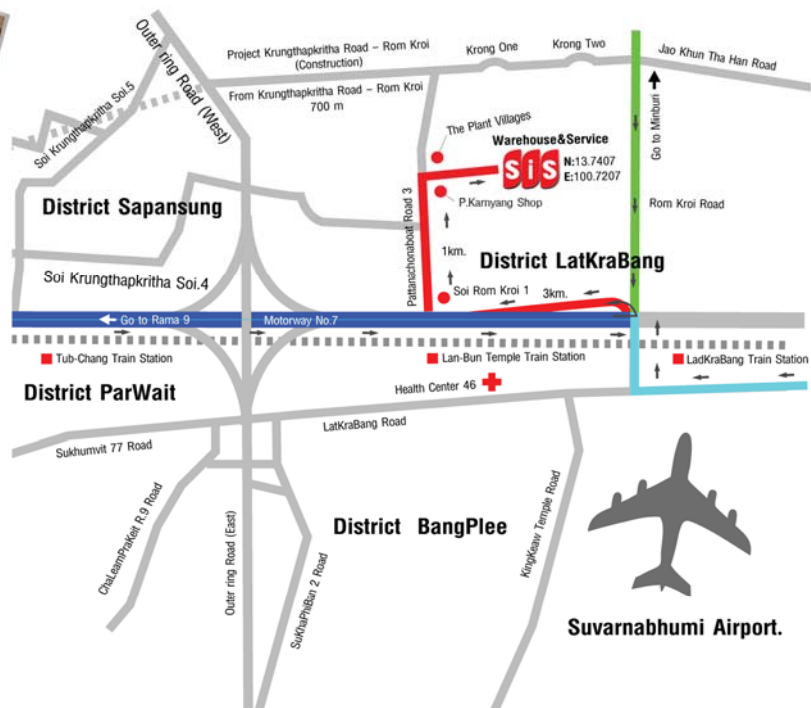 Outer ring Road (West)
Project Krungthapkritha Road – Rom Kroi
(Construction)
From Krungthapkritha Road – Rom Kroi
700 m
Krong One
Krong Two
Jao Khun Tha Han Road
Soi Krungthapkritha Soi.5
The Plant Villages
Warehouse&Service
SiS
N:13.7407
E:100.7207
Go to Minburi
District Sapansung
Pattanachonaboat Road 3
P.Karnyang Shop
Rom Kroi Road
1km.
District LatKraBang
Soi Krungthapkritha Soi.4
Soi Rom Kroi 1
3km.
Go to Rama 9
Motorway No.7
Tub-Chang Train Station
Lan-Bun Temple Train Station
LadKraBang Train Station
District ParWait
Health Center 46
LatKraBang Road
Sukhumvit 77 Road
ChaLearnPraKeit R.9 Road
Outer ring Road (East)
SuKhaPhiBan 2 Road
District BangPlee
KingKeaw Temple Road
Suvarnabhumi Airport.